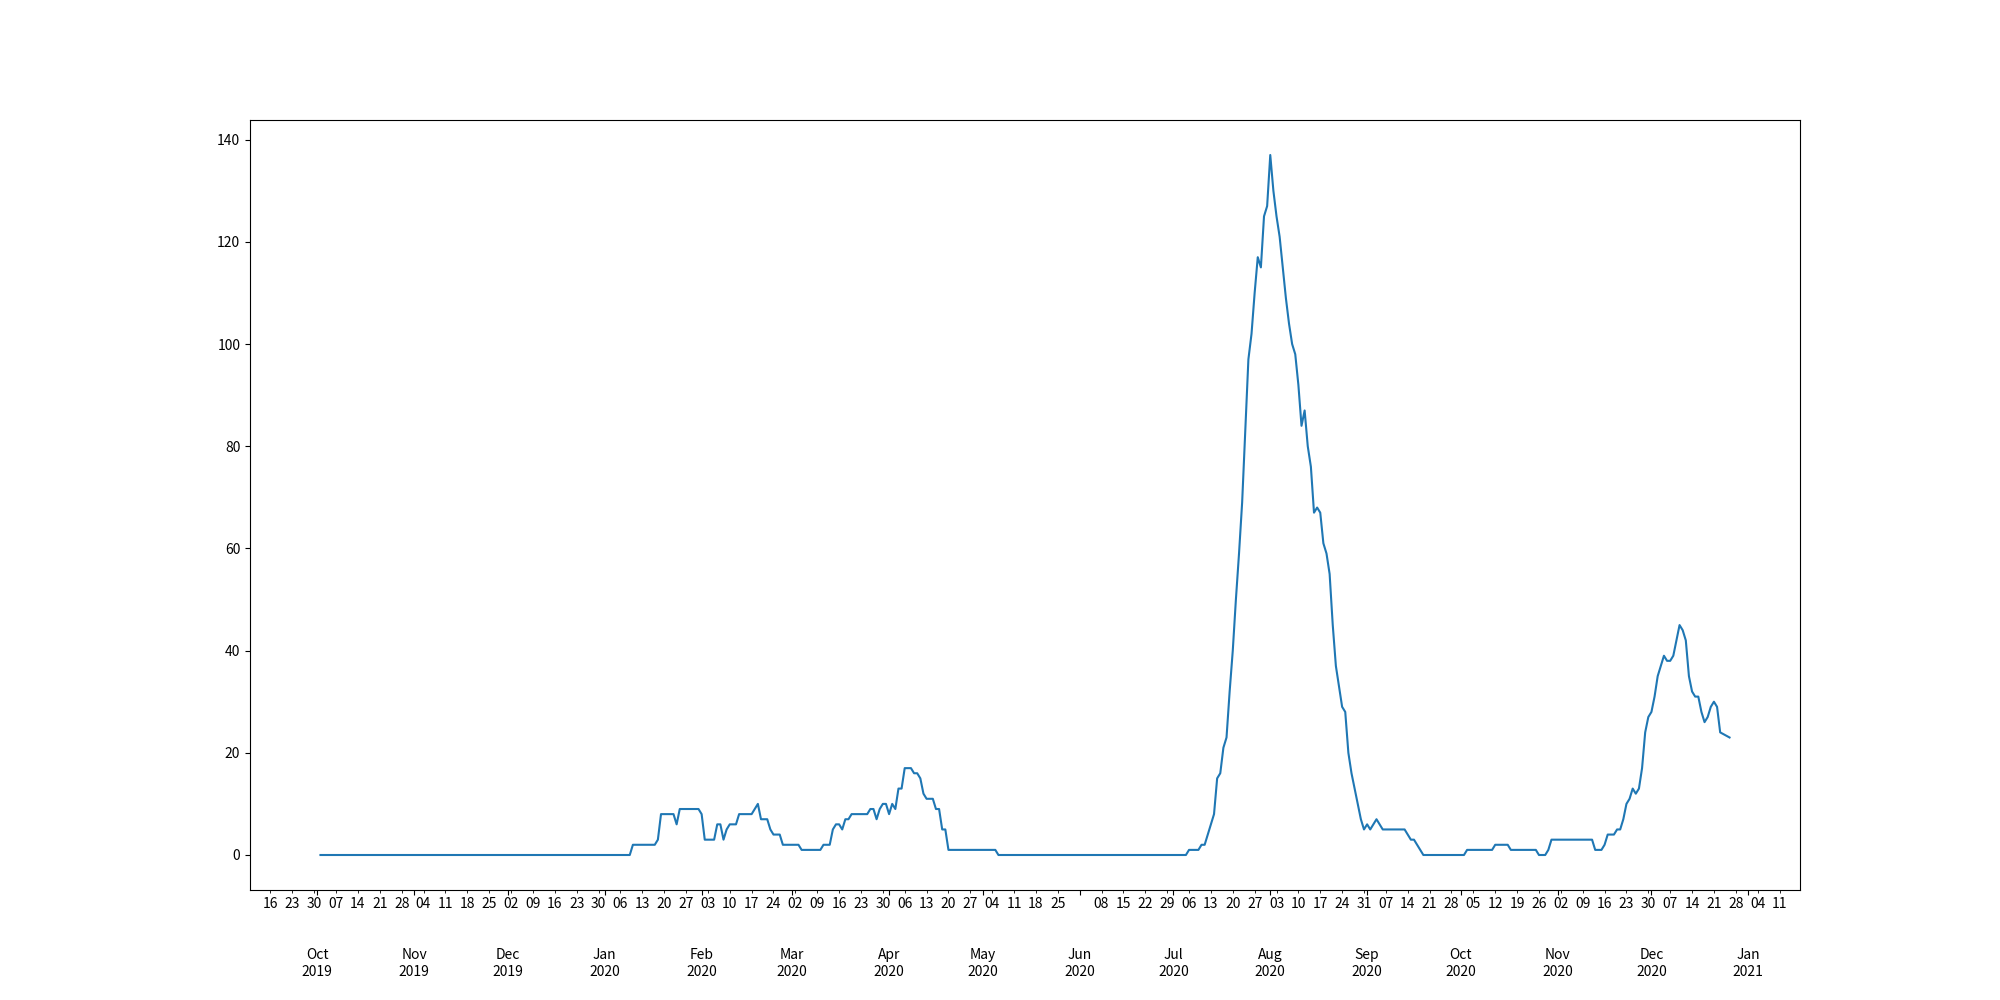 140
120
100
80
60
40
20
0
16 23 30 07 14 21 28 04 11 18 25 02 09 16 23 30 06 13 20 27 03 10 17 24 02 09 16 23 30 06 13 20 27 04 11 18 25 08 15 22 29 06 13 20 27 03 10 17 24 31 07 14 21 28 05 12 19 26 02 09 16 23 30 07 14 21 28 04 11
Oct Nov Dec Jan Feb Mar Apr May Jun Jul Aug Sep Oct Nov Dec Jan
2019 2019 2019 2020 2020 2020 2020 2020 2020 2020 2020 2020 2020 2020 2020 2021